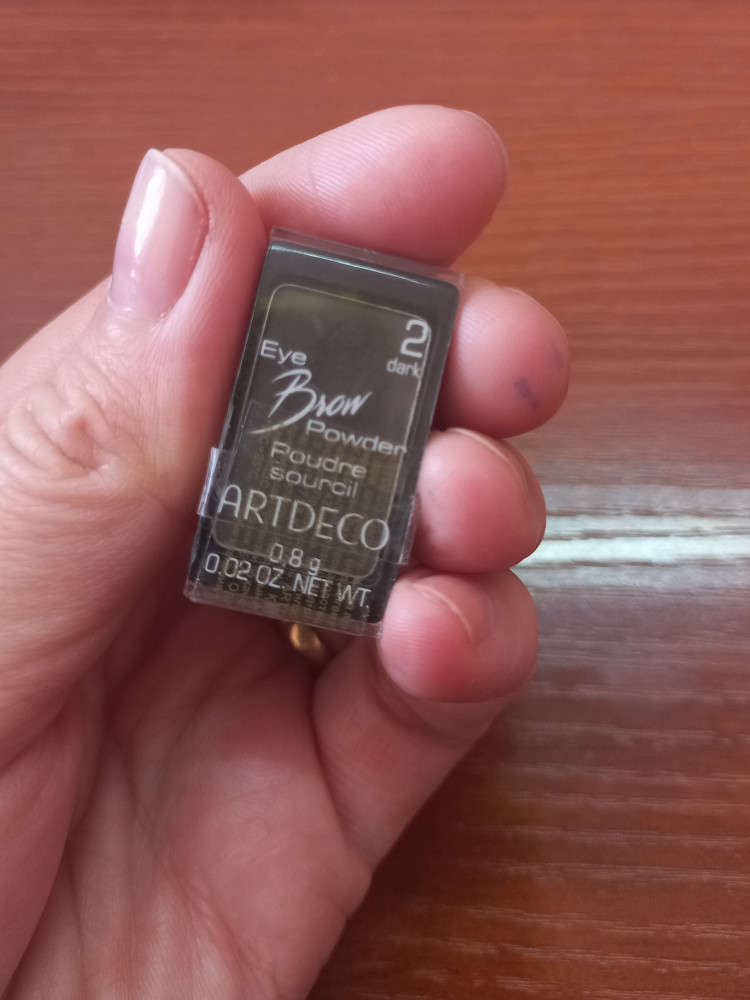 2
dark
Eye
Brow
Powder
Poudre
sourcil
ARTDECO
0,8 g
0.02 OZ. NET WT.